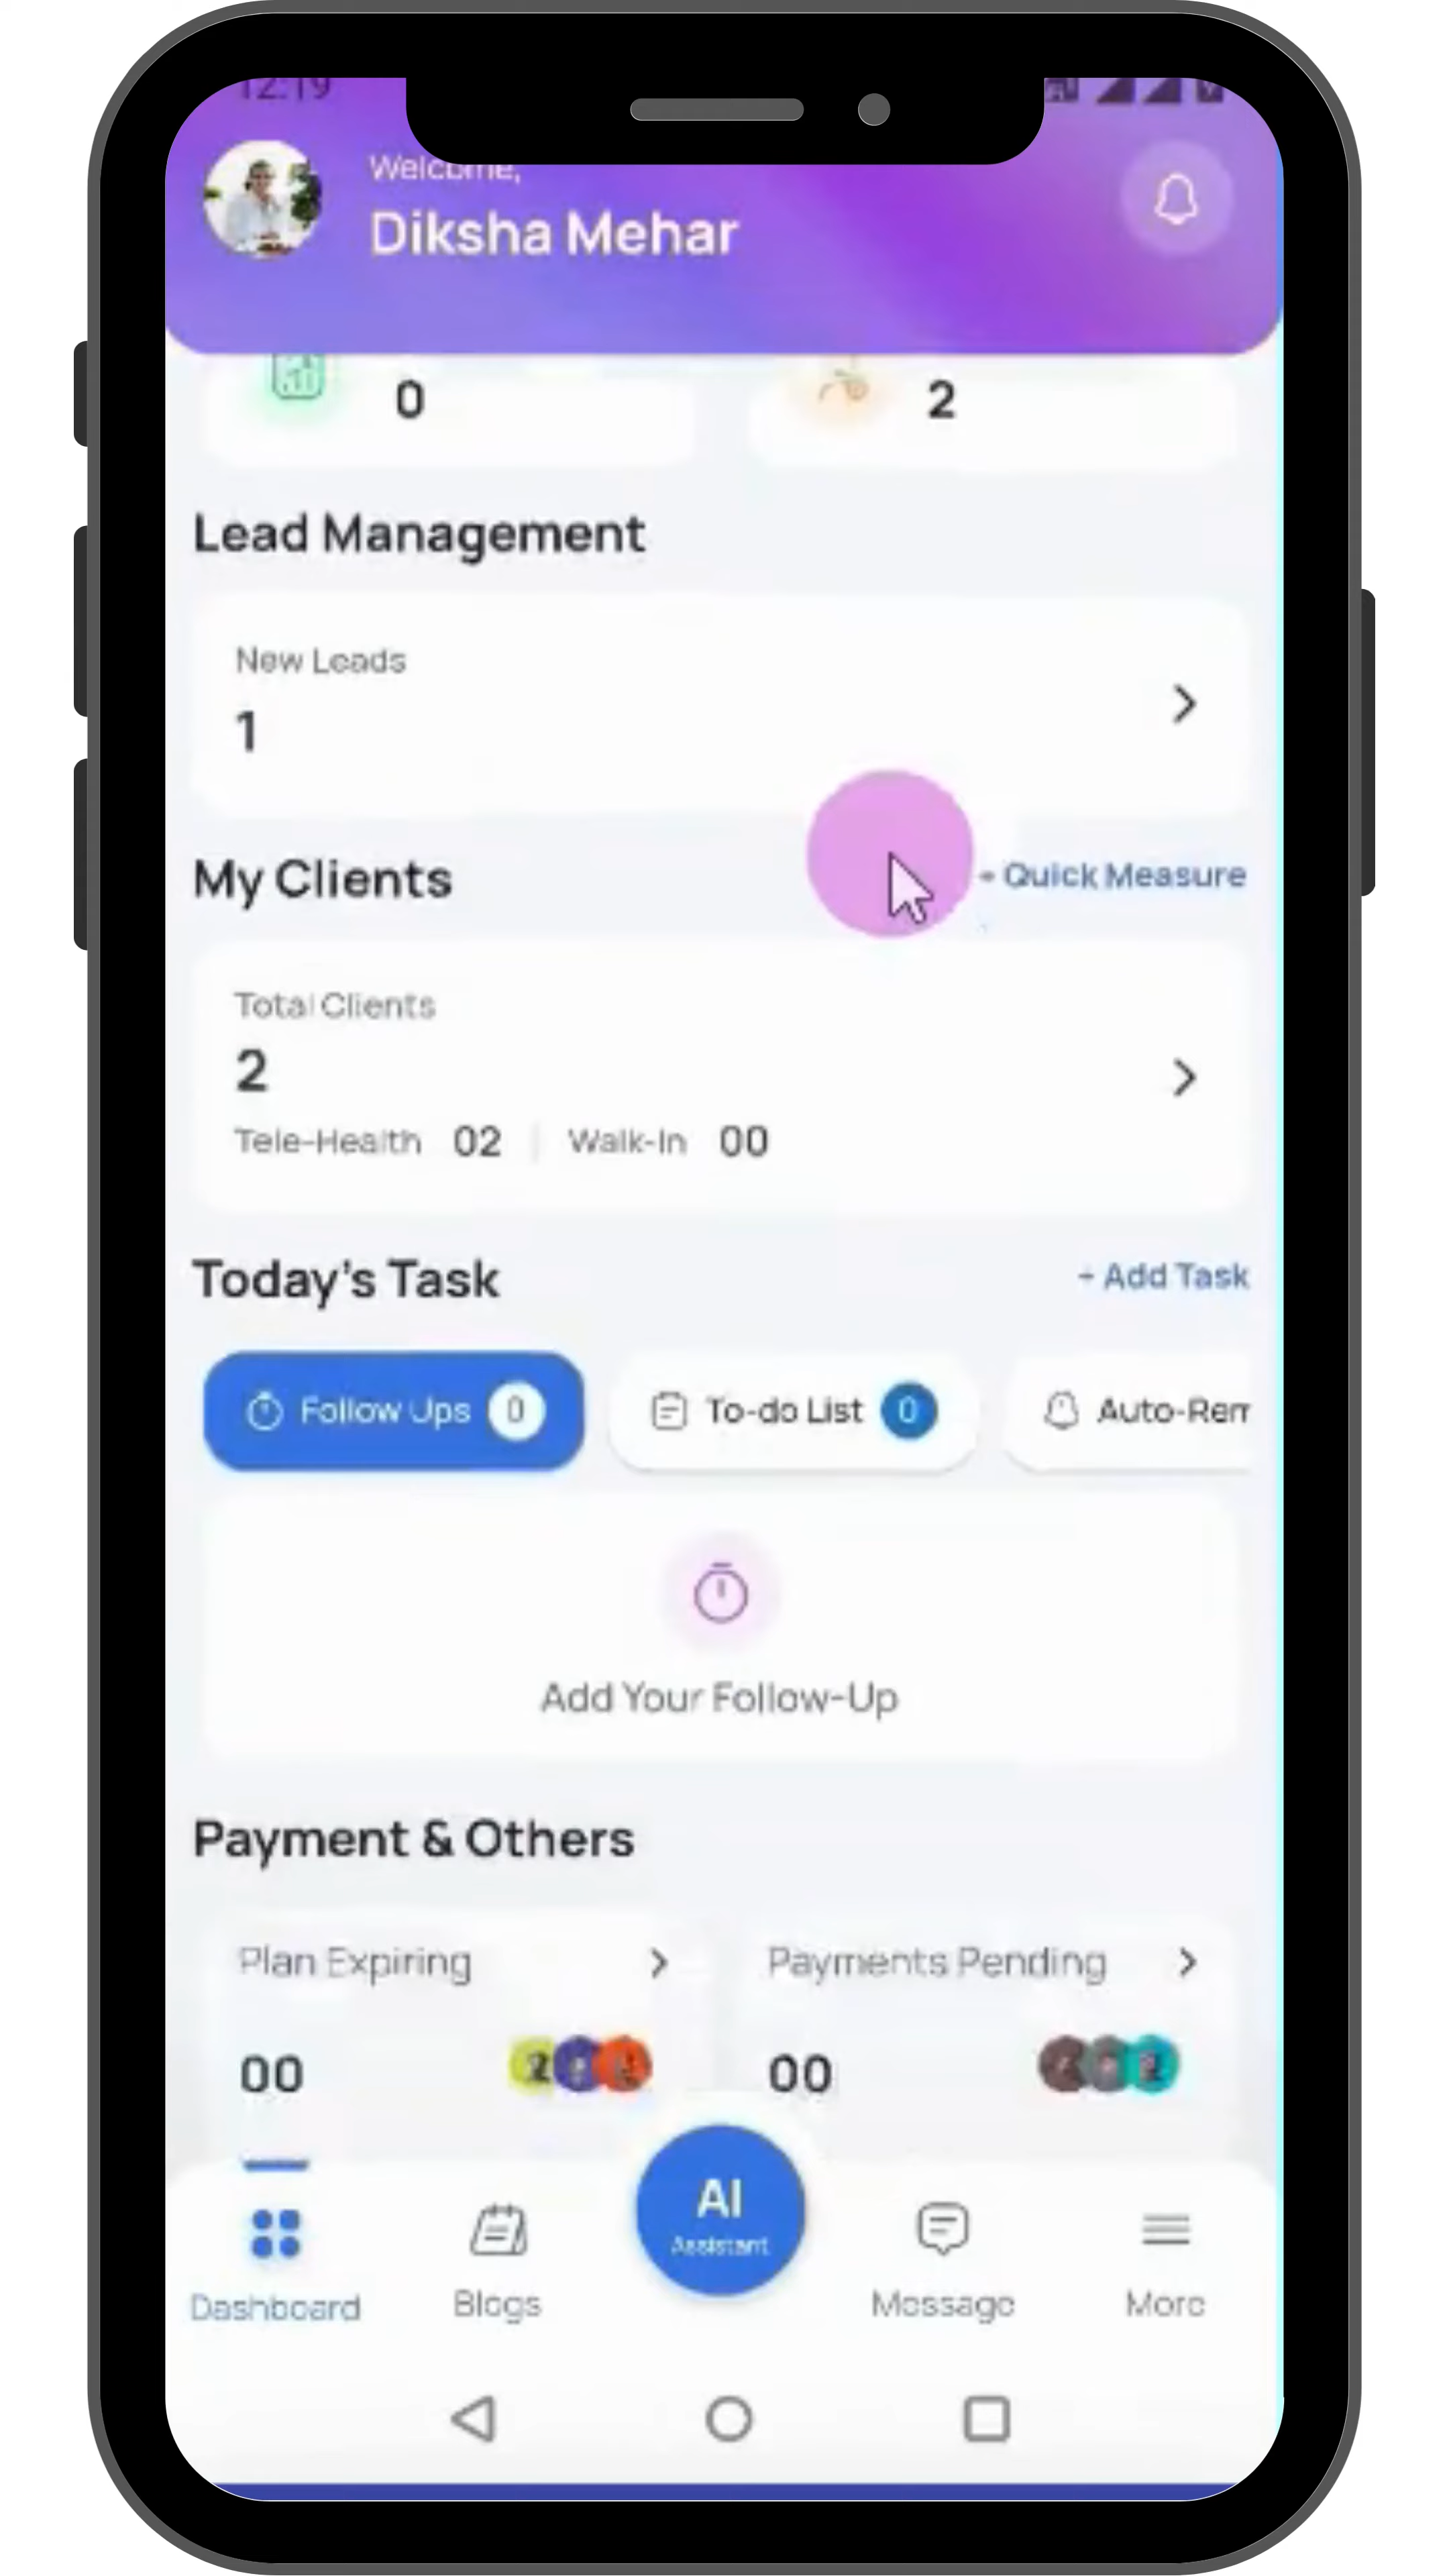 12:19
Welcome,
Diksha Mehar
0
2
Lead Management
New Leads
1
My Clients
+ Quick Measure
Total Clients
2
Tele-Health 02 | Walk-In 00
Today's Task
+ Add Task
Follow Ups 0
To-do List 0
Auto-Rem
Add Your Follow-Up
Payment & Others
Plan Expiring
Payments Pending
00
00
AI
Assistant
Dashboard
Blogs
Message
More